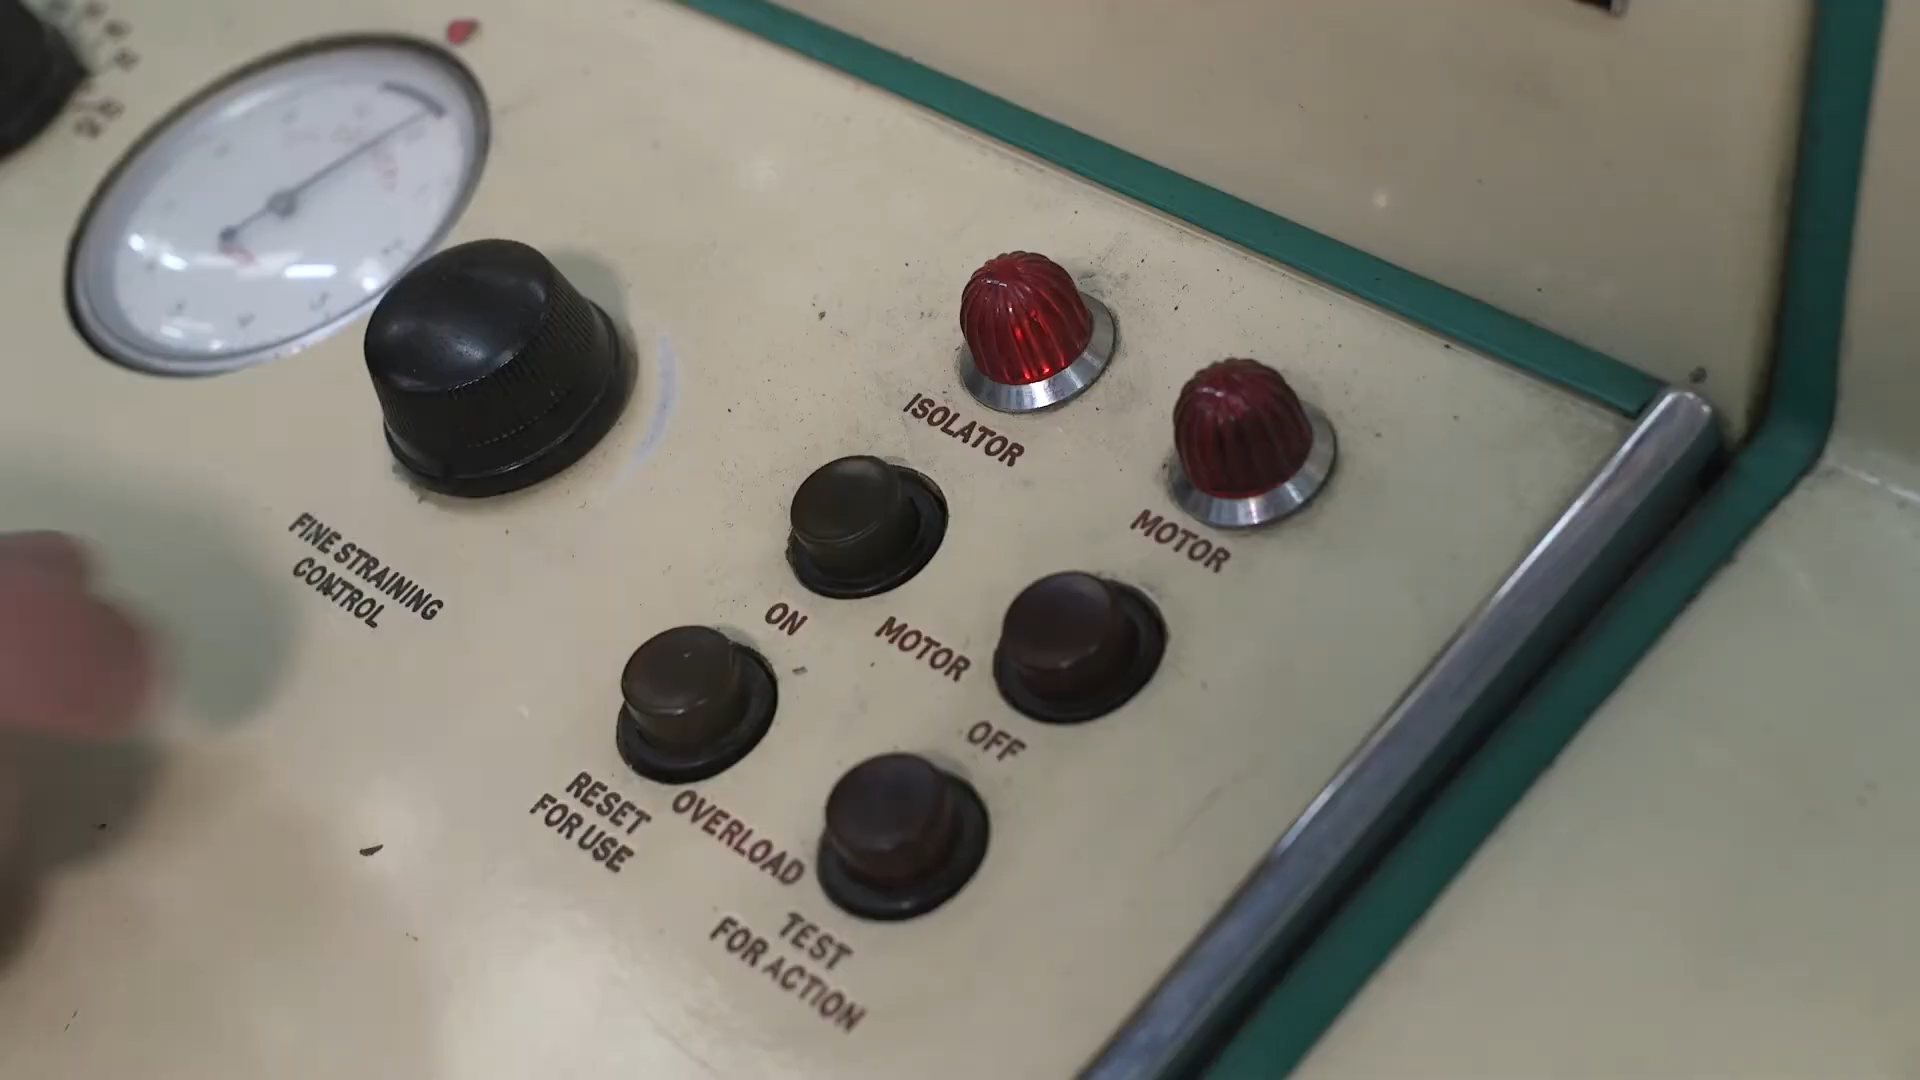 ISOLATOR
MOTOR
FINE STRAINING
CONTROL
ON
MOTOR
OFF
RESET
FOR USE
OVERLOAD
TEST
FOR ACTION